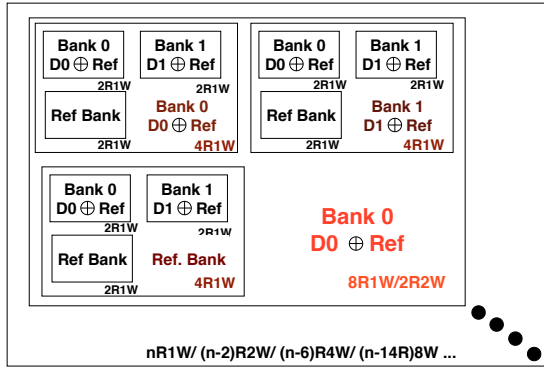 Bank 0
D0 ⊕ Ref
2R1W
Bank 1
D1 ⊕ Ref
2R1W
Ref Bank
2R1W
Bank 0
D0 ⊕ Ref
4R1W
Bank 0
D0 ⊕ Ref
2R1W
Bank 1
D1 ⊕ Ref
2R1W
Ref Bank
2R1W
Bank 1
D1 ⊕ Ref
4R1W
Bank 0
D0 ⊕ Ref
2R1W
Bank 1
D1 ⊕ Ref
2R1W
Ref Bank
2R1W
Ref. Bank
4R1W
Bank 0
D0 ⊕ Ref
8R1W/2R2W
nR1W/ (n-2)R2W/ (n-6)R4W/ (n-14R)8W ...